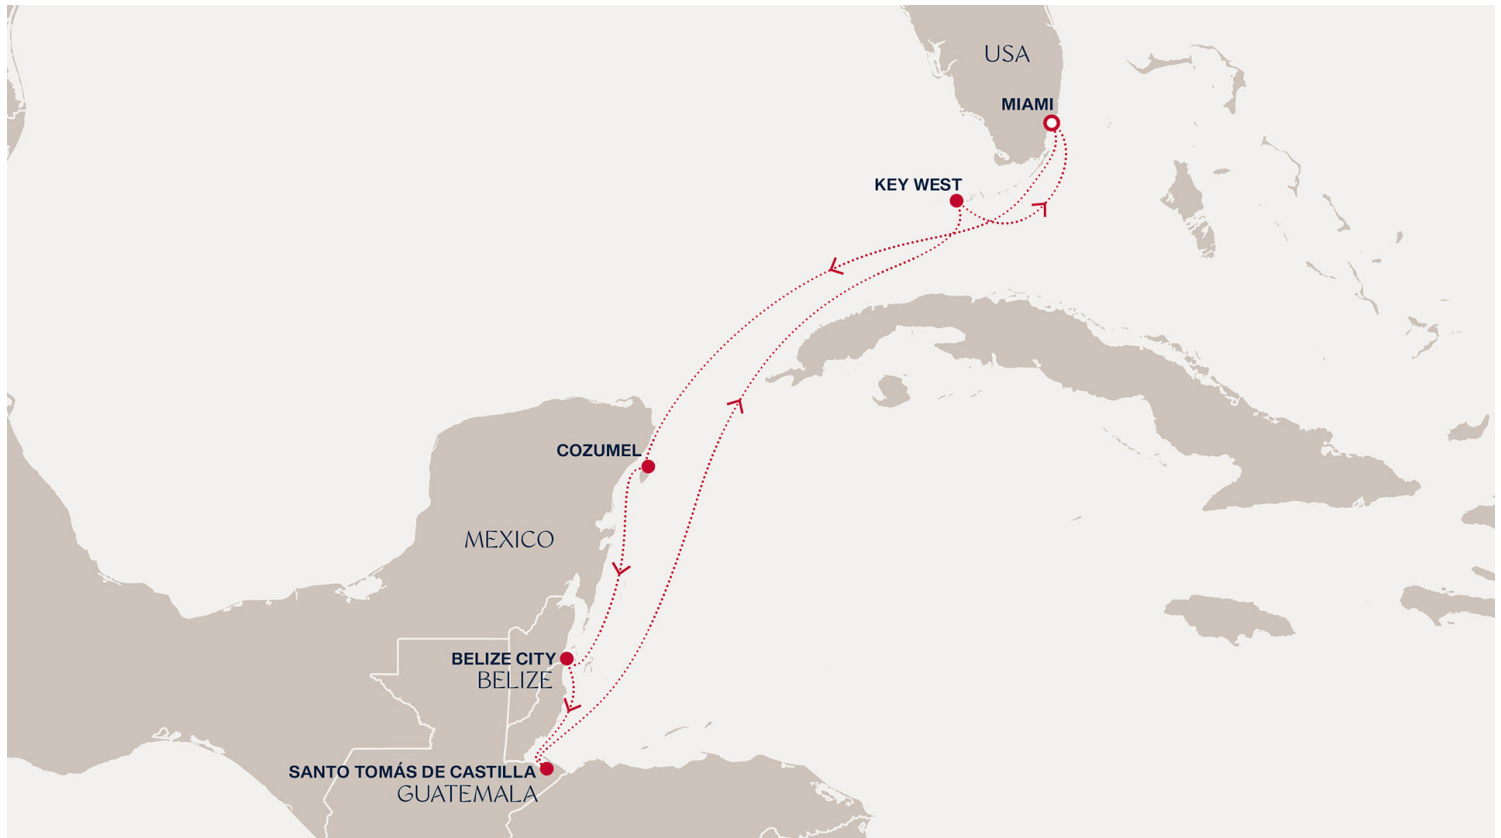 USA
MIAMI
KEY WEST
COZUMEL
MEXICO
BELIZE CITY
BELIZE
SANTO TOMÁS DE CASTILLA
GUATEMALA